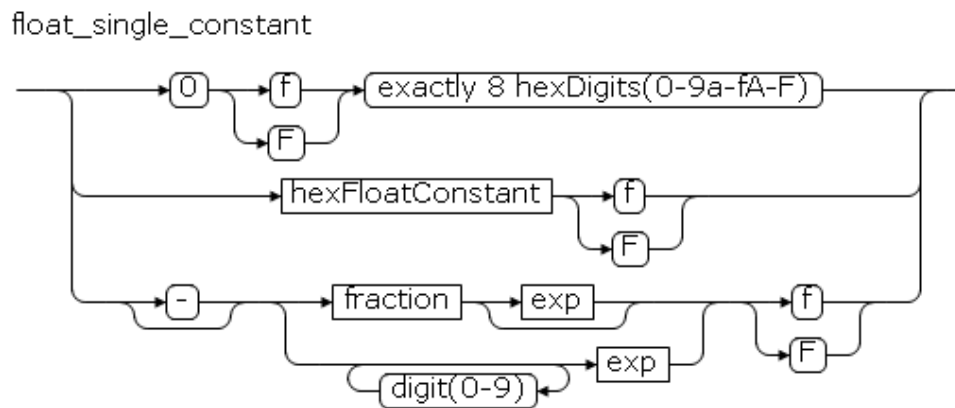 float_single_constant
0 f exactly 8 hexDigits(0-9a-fA-F)
F
hexFloatConstant f
F
- fraction exp f
F
exp
digit(0-9)